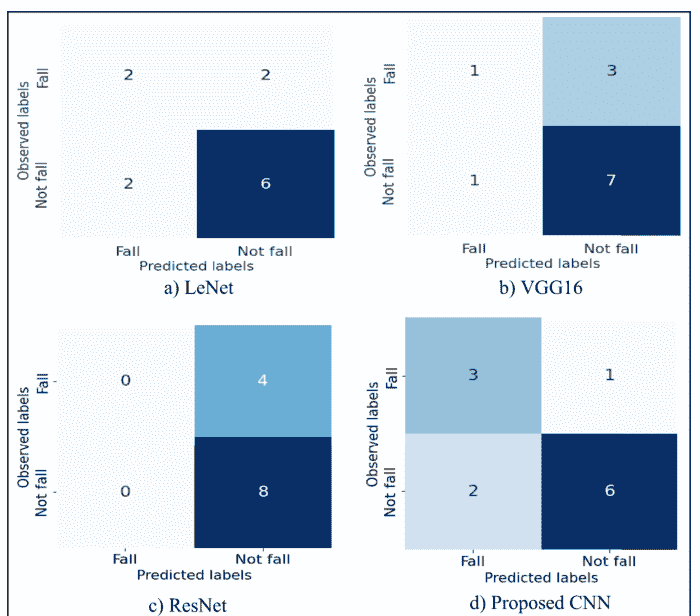 Observed labels
Fall
2 2
Not fall
2 6
Fall Not fall
Predicted labels
a) LeNet
Observed labels
Fall
1 3
Not fall
1 7
Fall Not fall
Predicted labels
b) VGG16
Observed labels
Fall
0 4
Not fall
0 8
Fall Not fall
Predicted labels
c) ResNet
Observed labels
Fall
3 1
Not fall
2 6
Fall Not fall
Predicted labels
d) Proposed CNN